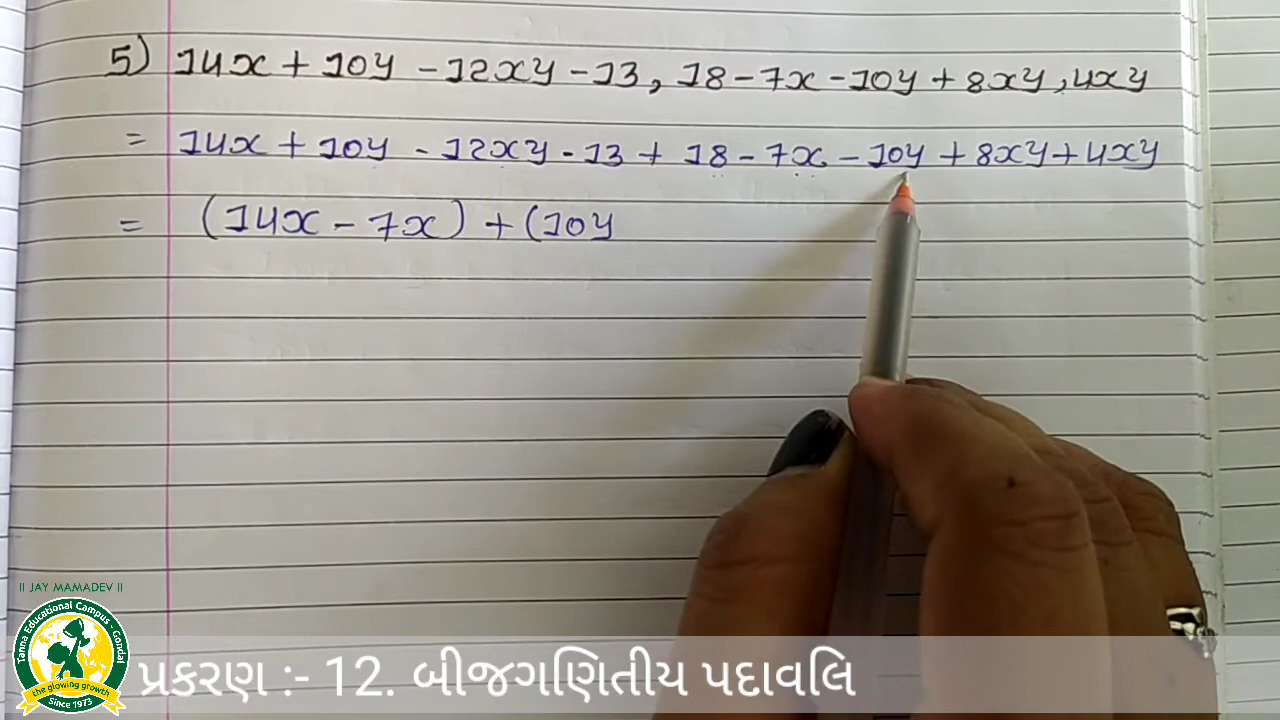 5) 14x + 10y - 12xy - 13, 18 - 7x - 10y + 8xy, 4xy
= 14x + 10y - 12xy - 13 + 18 - 7x - 10y + 8xy + 4xy
= (14x - 7x) + (10y
II JAY MAMADEV II
Tanna Educational Campus - Gondal
the glowing growth
Since 1973
પ્રકરણ :- 12. બીજગણિતીય પદાવલિ